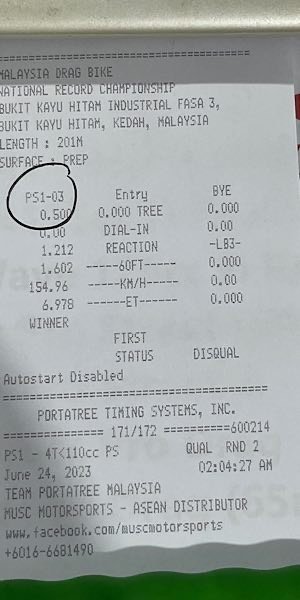 ==========================================
MALAYSIA DRAG BIKE
NATIONAL RECORD CHAMPIONSHIP
BUKIT KAYU HITAM INDUSTRIAL FASA 3,
BUKIT KAYU HITAM, KEDAH, MALAYSIA
LENGTH : 201M
SURFACE : PREP
PS1-03 Entry BYE
0.500 0.000 TREE 0.000
0.00 DIAL-IN 0.00
1.212 REACTION -LB3-
1.602 -----60FT----- 0.000
154.96 -----KM/H----- 0.00
6.978 ------ET------ 0.000
WINNER
FIRST
STATUS DISQUAL
Autostart Disabled
==========================================
PORTATREE TIMING SYSTEMS, INC.
============== 171/172 ==========600214
PS1 - 4T<110cc PS QUAL RND 2
June 24, 2023 02:04:27 AM
TEAM PORTATREE MALAYSIA
MUSC MOTORSPORTS - ASEAN DISTRIBUTOR
www.facebook.com/muscmotorsports
+6016-6681490